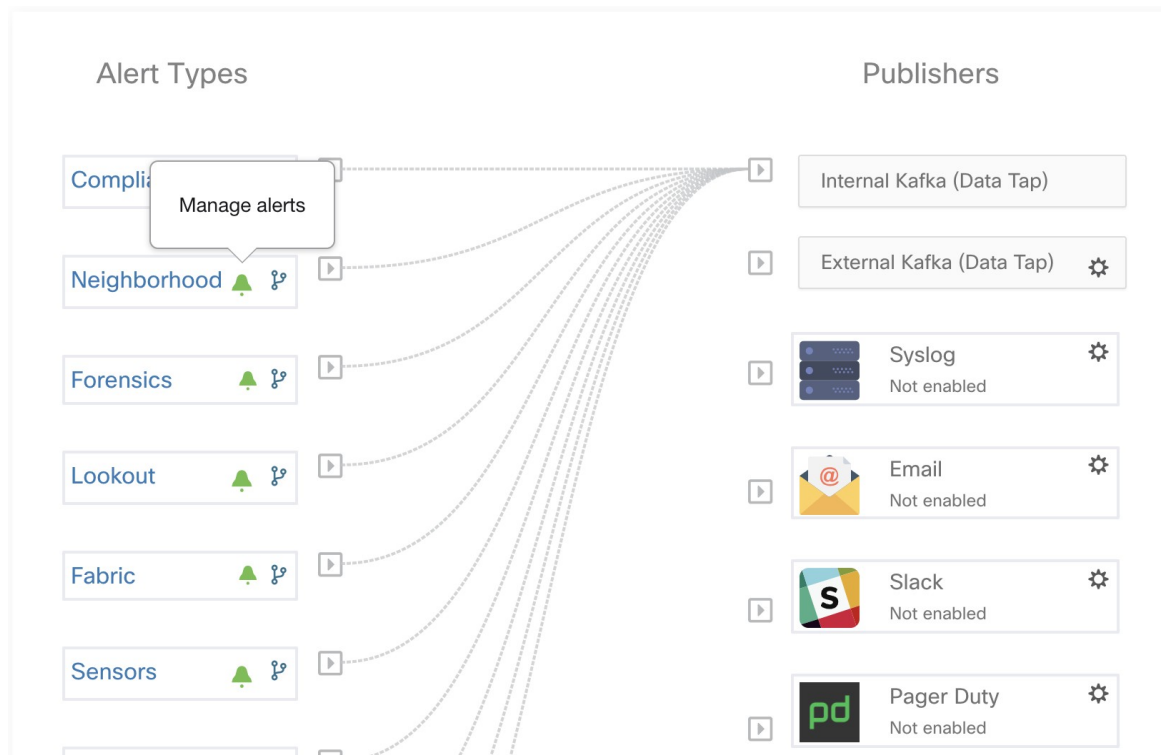 Alert Types
Publishers
Manage alerts
Neighborhood
Forensics
Lookout
Fabric
Sensors
Internal Kafka (Data Tap)
External Kafka (Data Tap)
Syslog
Not enabled
@
Email
Not enabled
S
Slack
Not enabled
pd
Pager Duty
Not enabled